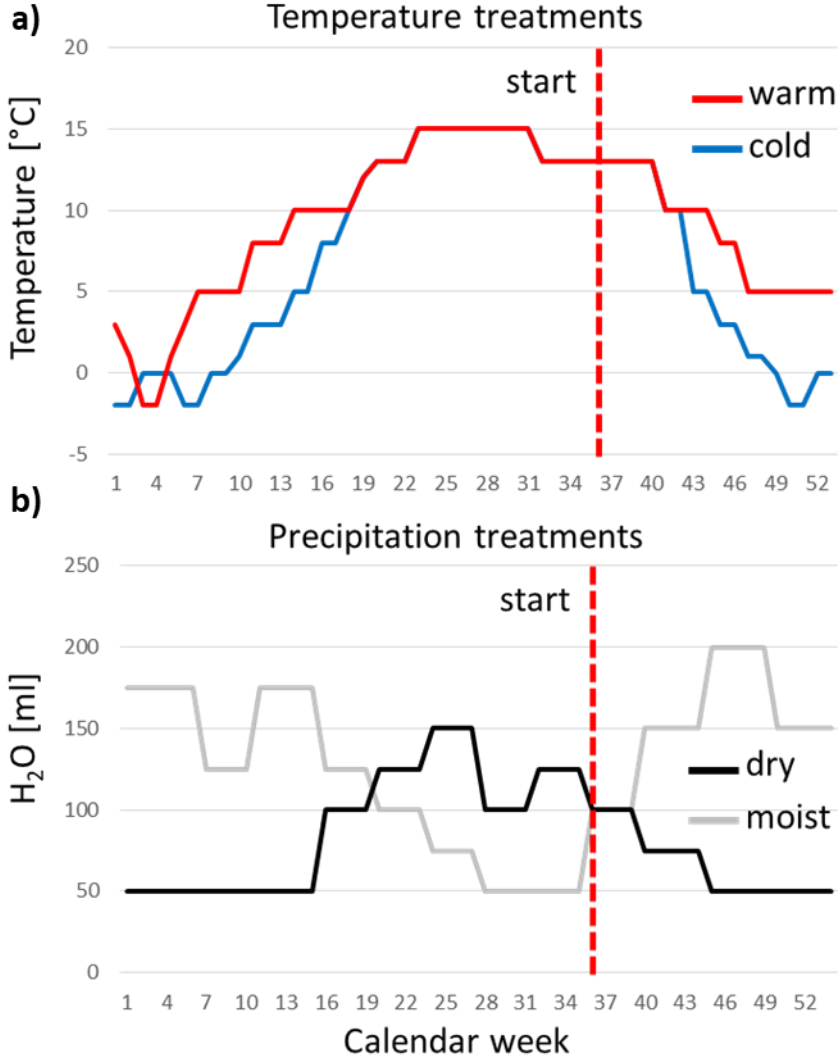 a)
Temperature treatments
20
start
warm
15
cold
10
5
0
-5
Temperature [°C]
1 4 7 10 13 16 19 22 25 28 31 34 37 40 43 46 49 52
b)
Precipitation treatments
250
start
200
150
dry
100
moist
50
0
H₂O [ml]
1 4 7 10 13 16 19 22 25 28 31 34 37 40 43 46 49 52
Calendar week